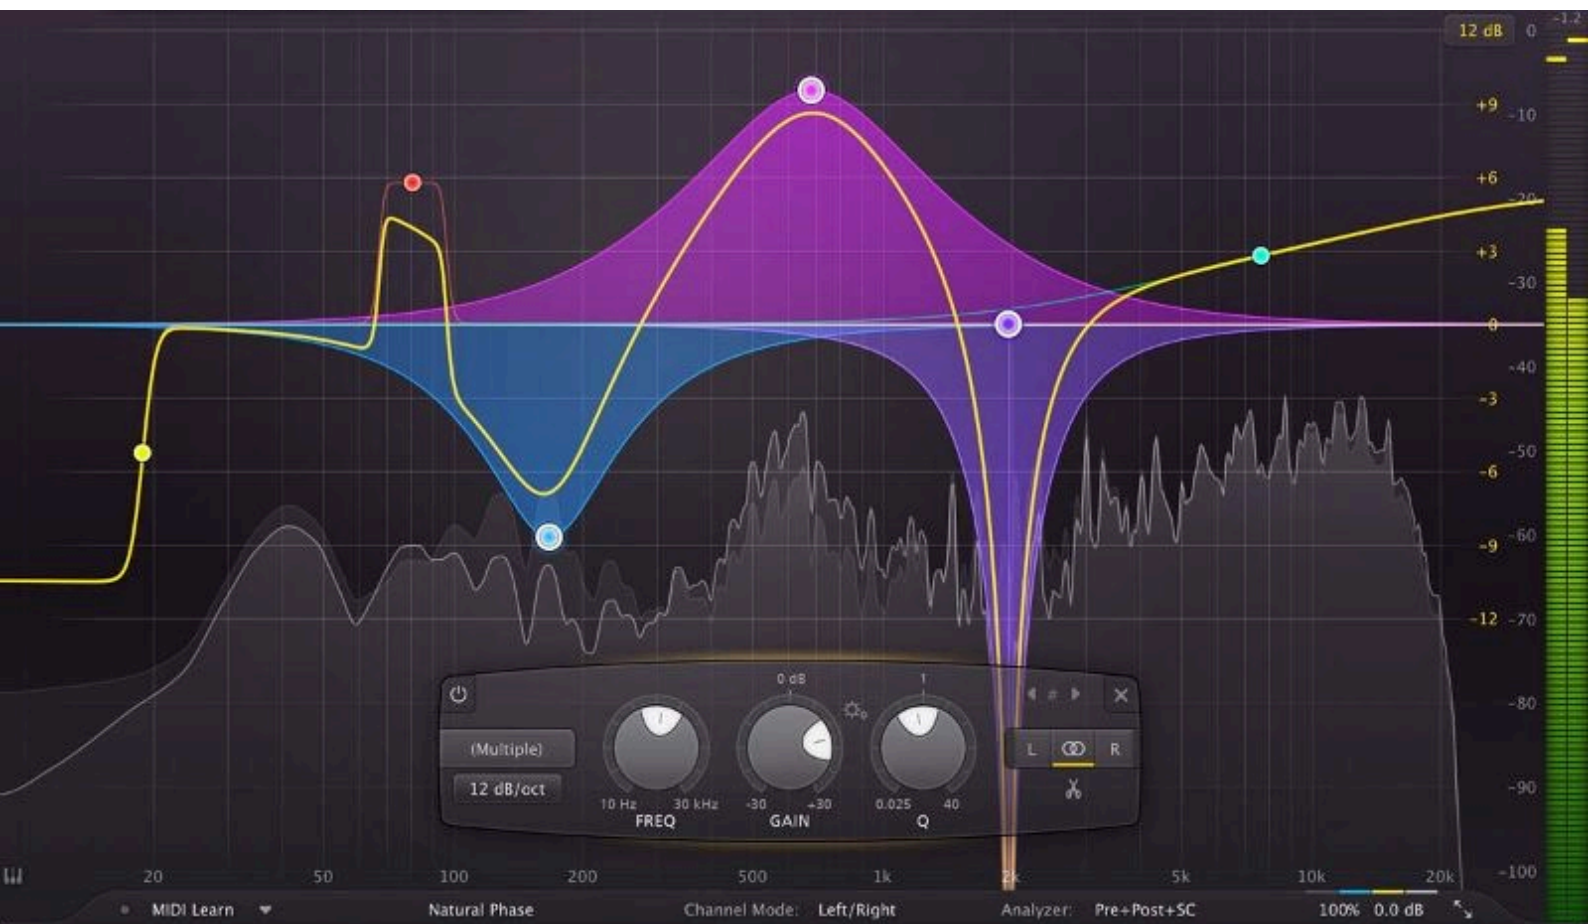 12 dB
0
-1.2
+9
-10
+6
-20
+3
-30
0
-40
-3
-50
-6
-60
-9
-12
-70
-80
-90
-100
0 dB
1
#
(Multiple)
L
R
12 dB/oct
10 Hz
30 kHz
-30
+30
0.025
40
FREQ
GAIN
Q
20
50
100
200
500
1k
2k
5k
10k
20k
MIDI Learn
Natural Phase
Channel Mode:
Left/Right
Analyzer:
Pre+Post+SC
100%
0.0 dB